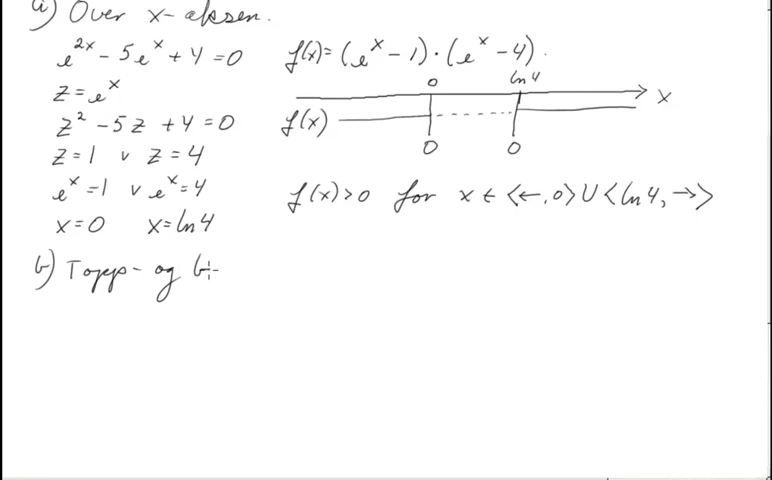 a) Over x-aksen.
e^{2x} - 5e^x + 4 = 0
z = e^x
z² - 5z + 4 = 0
z = 1 v z = 4
e^x = 1 v e^x = 4
x = 0 x = ln 4
f(x) = (e^x - 1) · (e^x - 4)
0 ln 4
x
f(x)
0 0
f(x) > 0 for x ∈ <←, 0> U <ln 4, →>
b) Topp- og b